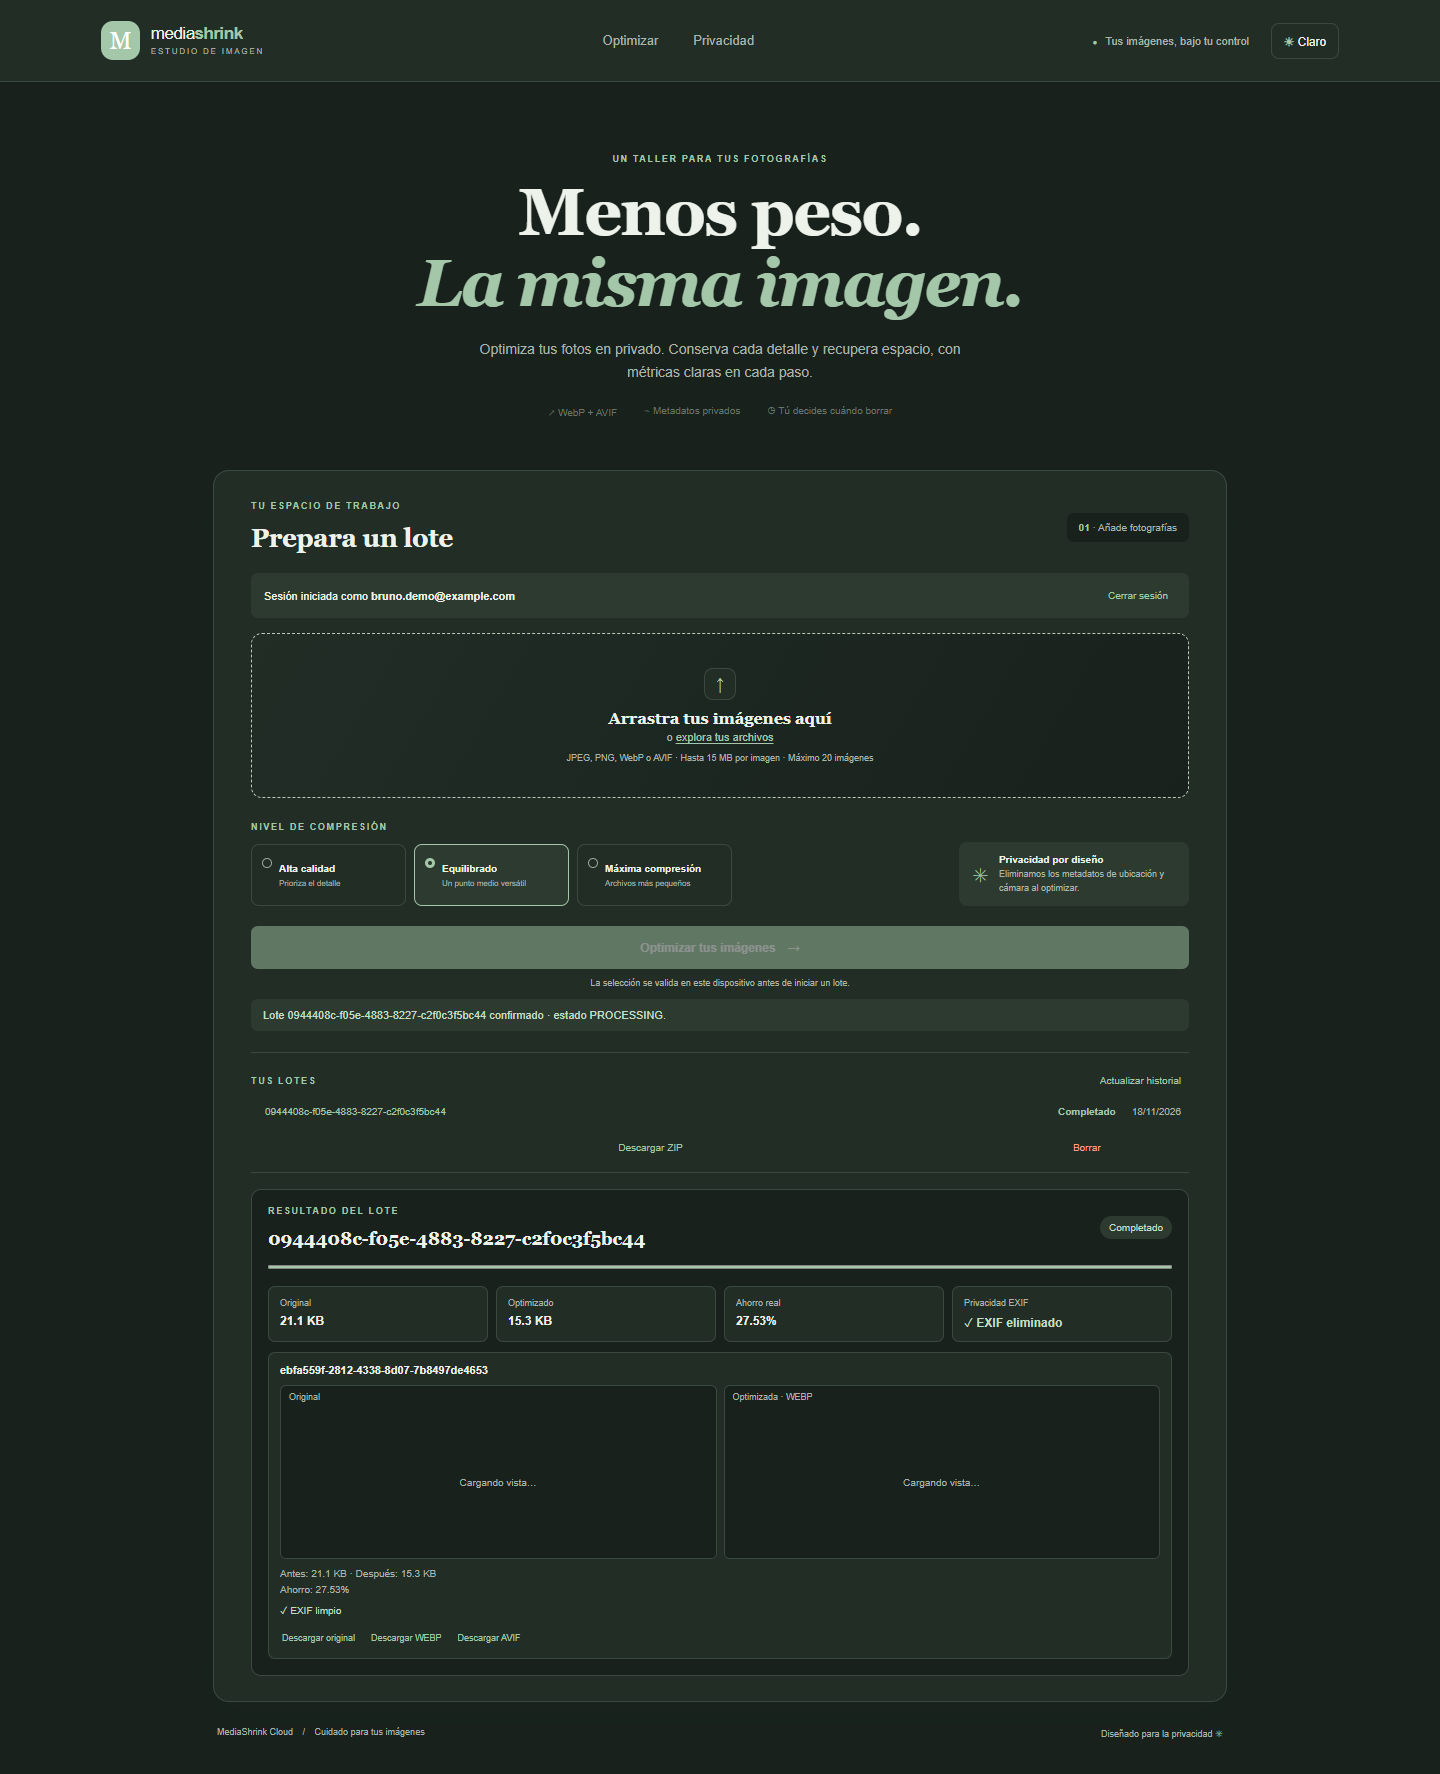 M
mediashrink
ESTUDIO DE IMAGEN
Optimizar
Privacidad
Tus imágenes, bajo tu control
☀ Claro
UN TALLER PARA TUS FOTOGRAFÍAS
Menos peso.
La misma imagen.
Optimiza tus fotos en privado. Conserva cada detalle y recupera espacio, con
métricas claras en cada paso.
↗ WebP + AVIF
~ Metadatos privados
◷ Tú decides cuándo borrar
TU ESPACIO DE TRABAJO
Prepara un lote
01 · Añade fotografías
Sesión iniciada como bruno.demo@example.com
Cerrar sesión
↑
Arrastra tus imágenes aquí
o explora tus archivos
JPEG, PNG, WebP o AVIF · Hasta 15 MB por imagen · Máximo 20 imágenes
NIVEL DE COMPRESIÓN
Alta calidad
Prioriza el detalle
Equilibrado
Un punto medio versátil
Máxima compresión
Archivos más pequeños
Privacidad por diseño
Eliminamos los metadatos de ubicación y
cámara al optimizar.
Optimizar tus imágenes →
La selección se valida en este dispositivo antes de iniciar un lote.
Lote 0944408c-f05e-4883-8227-c2f0c3f5bc44 confirmado · estado PROCESSING.
TUS LOTES
Actualizar historial
0944408c-f05e-4883-8227-c2f0c3f5bc44
Completado
18/11/2026
Descargar ZIP
Borrar
RESULTADO DEL LOTE
0944408c-f05e-4883-8227-c2f0c3f5bc44
Completado
Original
21.1 KB
Optimizado
15.3 KB
Ahorro real
27.53%
Privacidad EXIF
✓ EXIF eliminado
ebfa559f-2812-4338-8d07-7b8497de4653
Original
Cargando vista…
Optimizada · WEBP
Cargando vista…
Antes: 21.1 KB · Después: 15.3 KB
Ahorro: 27.53%
✓ EXIF limpio
Descargar original
Descargar WEBP
Descargar AVIF
MediaShrink Cloud / Cuidado para tus imágenes
Diseñado para la privacidad ✳